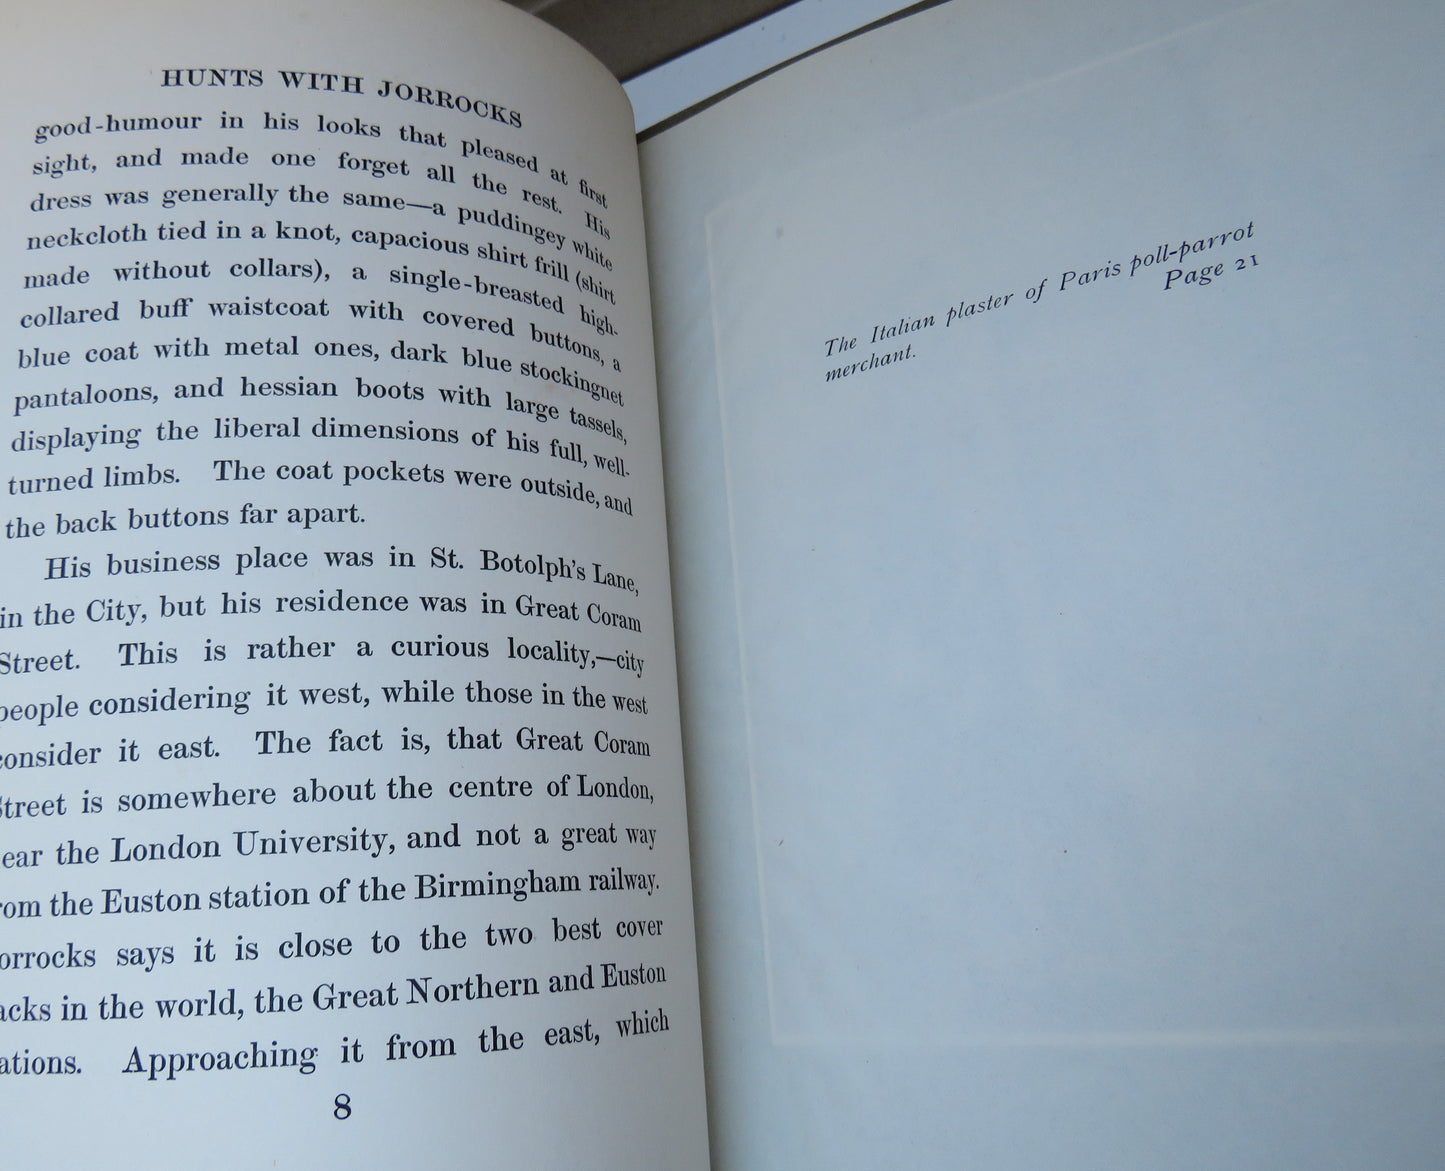 HUNTS WITH JORROCKS
good-humour in his looks that pleased at first
sight, and made one forget all the rest. His
dress was generally the same—a puddingey white
neckcloth tied in a knot, capacious shirt frill (shirt
made without collars), a single-breasted high-
collared buff waistcoat with covered buttons, a
blue coat with metal ones, dark blue stockingnet
pantaloons, and hessian boots with large tassels,
displaying the liberal dimensions of his full, well-
turned limbs. The coat pockets were outside, and
the back buttons far apart.
His business place was in St. Botolph's Lane,
in the City, but his residence was in Great Coram
Street. This is rather a curious locality,—city
people considering it west, while those in the west
consider it east. The fact is, that Great Coram
Street is somewhere about the centre of London,
ear the London University, and not a great way
rom the Euston station of the Birmingham railway.
orrocks says it is close to the two best cover
acks in the world, the Great Northern and Euston
ations. Approaching it from the east, which
8
The Italian plaster of Paris poll-parrot
merchant. Page 21